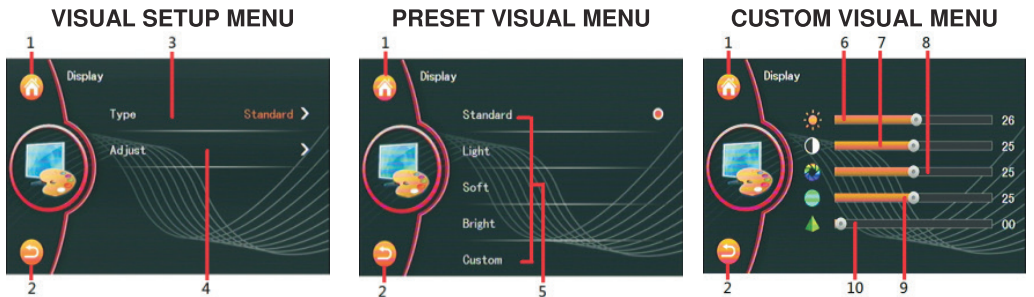 VISUAL SETUP MENU
1 3
Display
Type Standard
Adjust
2 4
PRESET VISUAL MENU
1
Display
Standard
Light
Soft
Bright
Custom
2 5
CUSTOM VISUAL MENU
1 6 7 8
Display
26
25
25
25
00
2 10 9